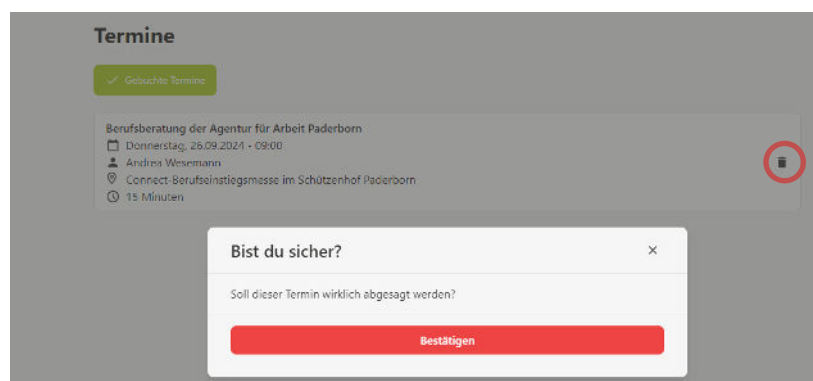 Termine
Gebuchte Termine
Berufsberatung der Agentur für Arbeit Paderborn
Donnerstag, 26.09.2024 - 09:00
Andrea Wesemann
Connect-Berufseinstiegsmesse im Schützenhof Paderborn
15 Minuten
Bist du sicher?
Soll dieser Termin wirklich abgesagt werden?
Bestätigen